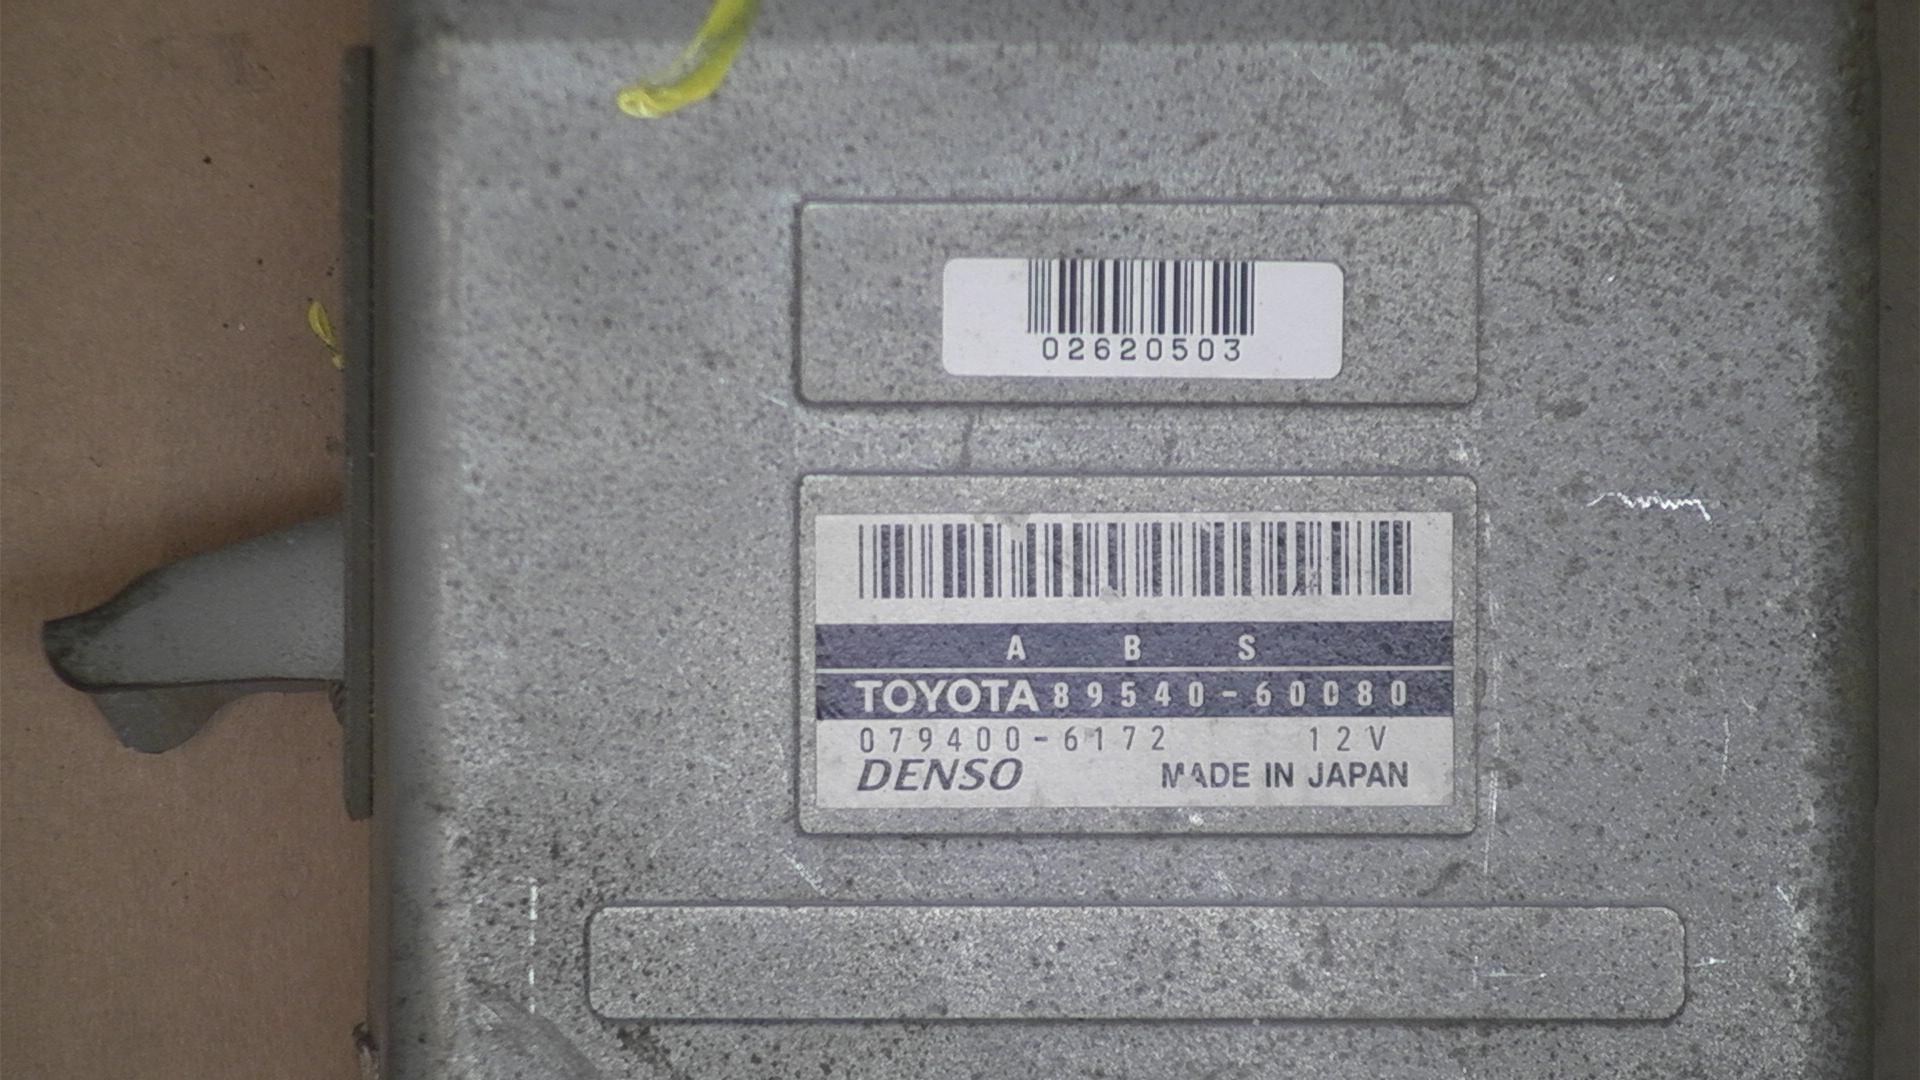 02620503
A B S
TOYOTA 89540-60080
079400-6172 12V
DENSO MADE IN JAPAN